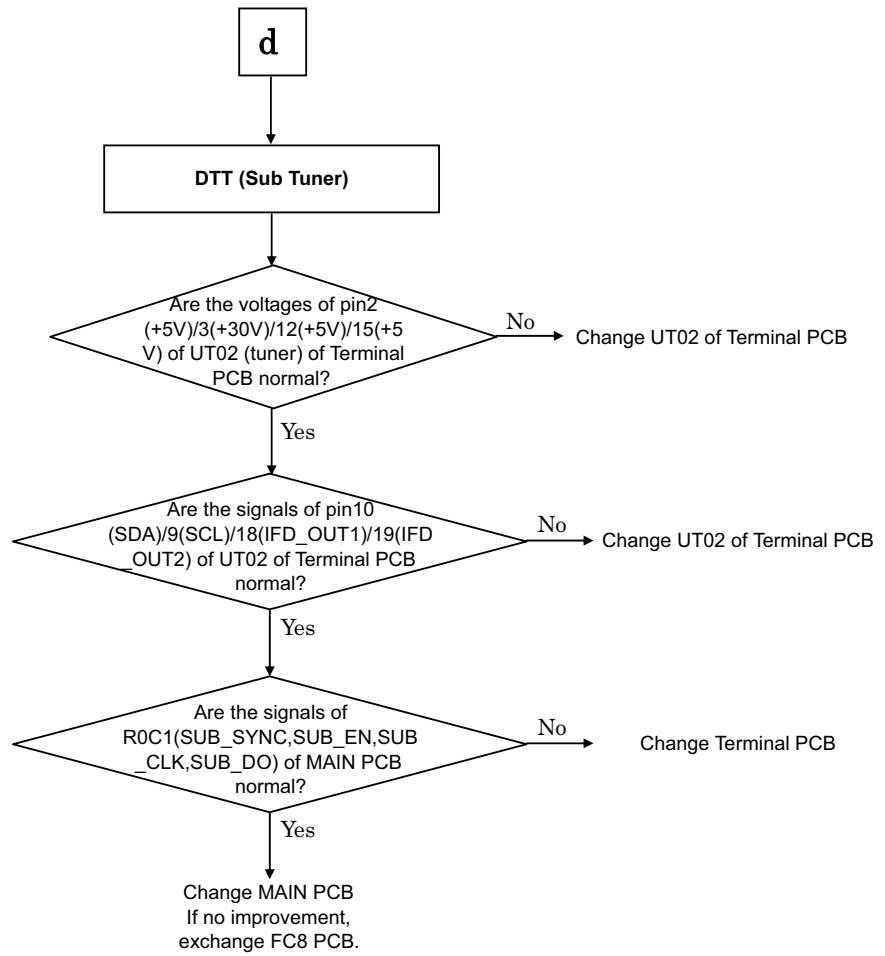 d
DTT (Sub Tuner)
Are the voltages of pin2
(+5V)/3(+30V)/12(+5V)/15(+5
V) of UT02 (tuner) of Terminal
PCB normal?
No
Change UT02 of Terminal PCB
Yes
Are the signals of pin10
(SDA)/9(SCL)/18(IFD_OUT1)/19(IFD
_OUT2) of UT02 of Terminal PCB
normal?
No
Change UT02 of Terminal PCB
Yes
Are the signals of
R0C1(SUB_SYNC,SUB_EN,SUB
_CLK,SUB_DO) of MAIN PCB
normal?
No
Change Terminal PCB
Yes
Change MAIN PCB
If no improvement,
exchange FC8 PCB.